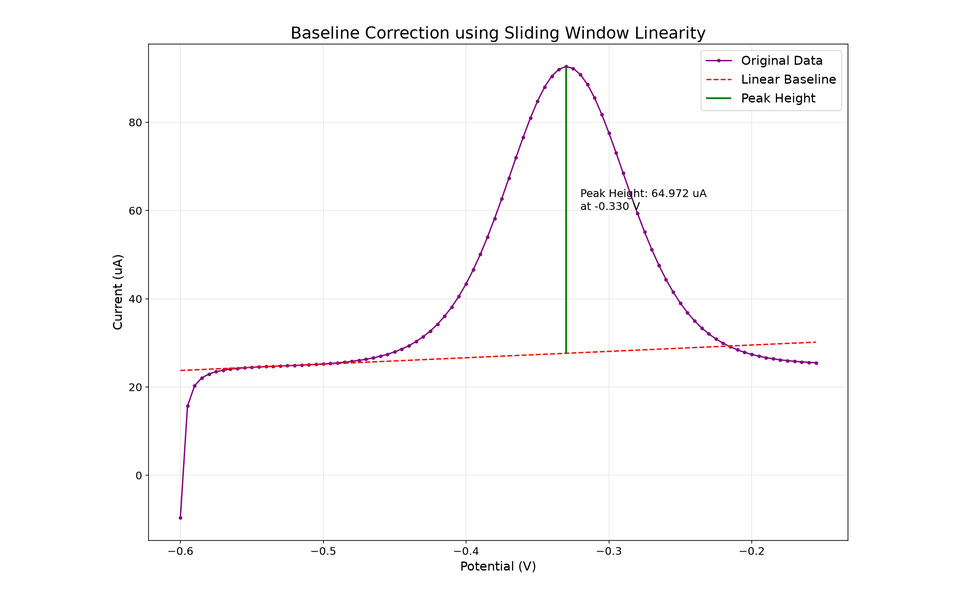 Baseline Correction using Sliding Window Linearity
Original Data
Linear Baseline
Peak Height
Peak Height: 64.972 uA
at -0.330 V
Current (uA)
80
60
40
20
0
−0.6
−0.5
−0.4
−0.3
−0.2
Potential (V)